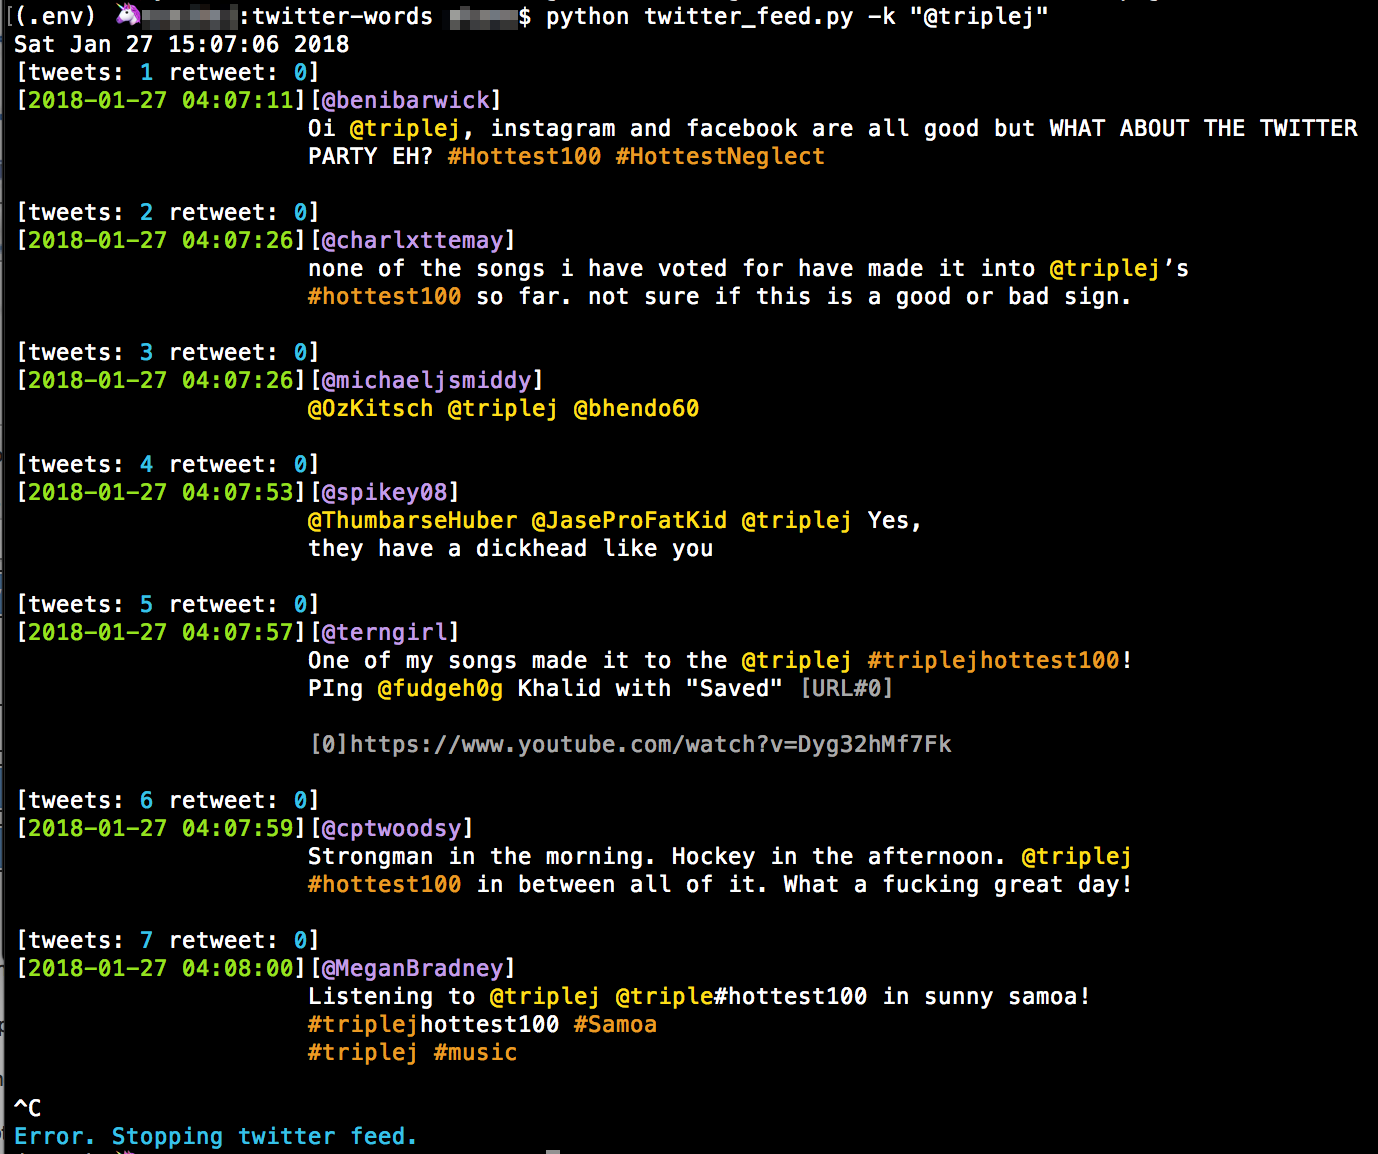 (.env) :twitter-words $ python twitter_feed.py -k "@triplej"
Sat Jan 27 15:07:06 2018
[tweets: 1 retweet: 0]
[2018-01-27 04:07:11][@benibarwick]
Oi @triplej, instagram and facebook are all good but WHAT ABOUT THE TWITTER
PARTY EH? #Hottest100 #HottestNeglect
[tweets: 2 retweet: 0]
[2018-01-27 04:07:26][@charlxttemay]
none of the songs i have voted for have made it into @triplej’s
#hottest100 so far. not sure if this is a good or bad sign.
[tweets: 3 retweet: 0]
[2018-01-27 04:07:26][@michaeljsmiddy]
@OzKitsch @triplej @bhendo60
[tweets: 4 retweet: 0]
[2018-01-27 04:07:53][@spikey08]
@ThumbarseHuber @JaseProFatKid @triplej Yes,
they have a dickhead like you
[tweets: 5 retweet: 0]
[2018-01-27 04:07:57][@terngirl]
One of my songs made it to the @triplej #triplejhottest100!
PIng @fudgeh0g Khalid with "Saved" [URL#0]
[0]https://www.youtube.com/watch?v=Dyg32hMf7Fk
[tweets: 6 retweet: 0]
[2018-01-27 04:07:59][@cptwoodsy]
Strongman in the morning. Hockey in the afternoon. @triplej
#hottest100 in between all of it. What a fucking great day!
[tweets: 7 retweet: 0]
[2018-01-27 04:08:00][@MeganBradney]
Listening to @triplej @triple#hottest100 in sunny samoa!
#triplejhottest100 #Samoa
#triplej #music
^C
Error. Stopping twitter feed.